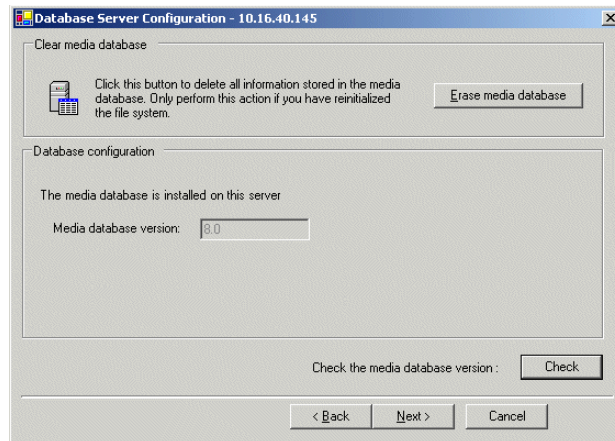 Database Server Configuration - 10.16.40.145
Clear media database
Click this button to delete all information stored in the media
database. Only perform this action if you have reinitialized
the file system.
Erase media database
Database configuration
The media database is installed on this server
Media database version: 8.0
Check the media database version : Check
< Back Next > Cancel